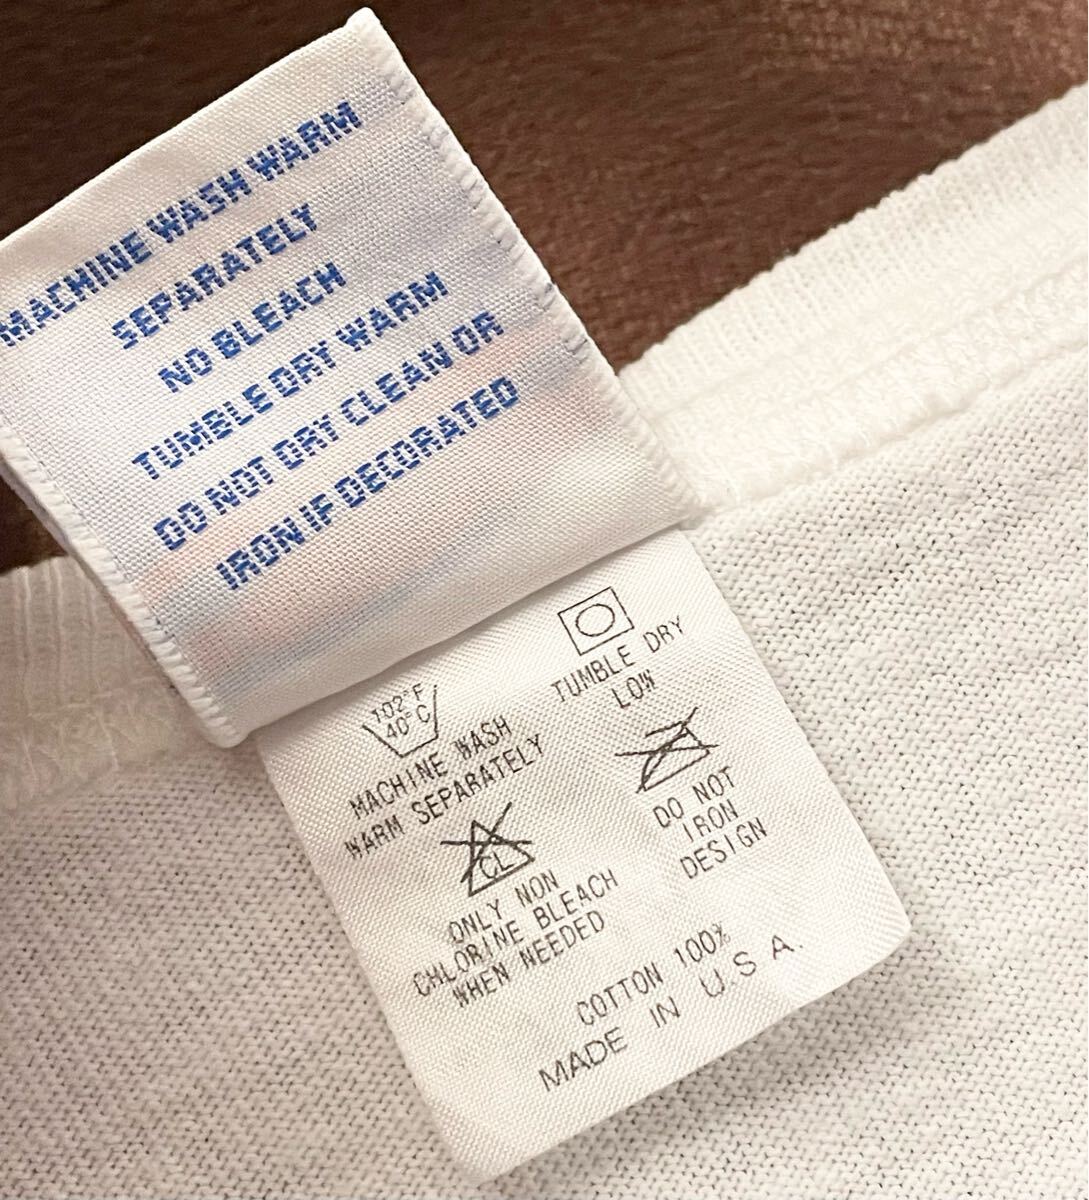 MACHINE WASH WARM
SEPARATELY
NO BLEACH
TUMBLE DRY WARM
DO NOT DRY CLEAN OR
IRON IF DECORATED
102°F
40°C
MACHINE WASH
WARM SEPARATELY
TUMBLE DRY
LOW
CL
ONLY NON
CHLORINE BLEACH
WHEN NEEDED
DO NOT
IRON
DESIGN
COTTON 100%
MADE IN U.S.A.